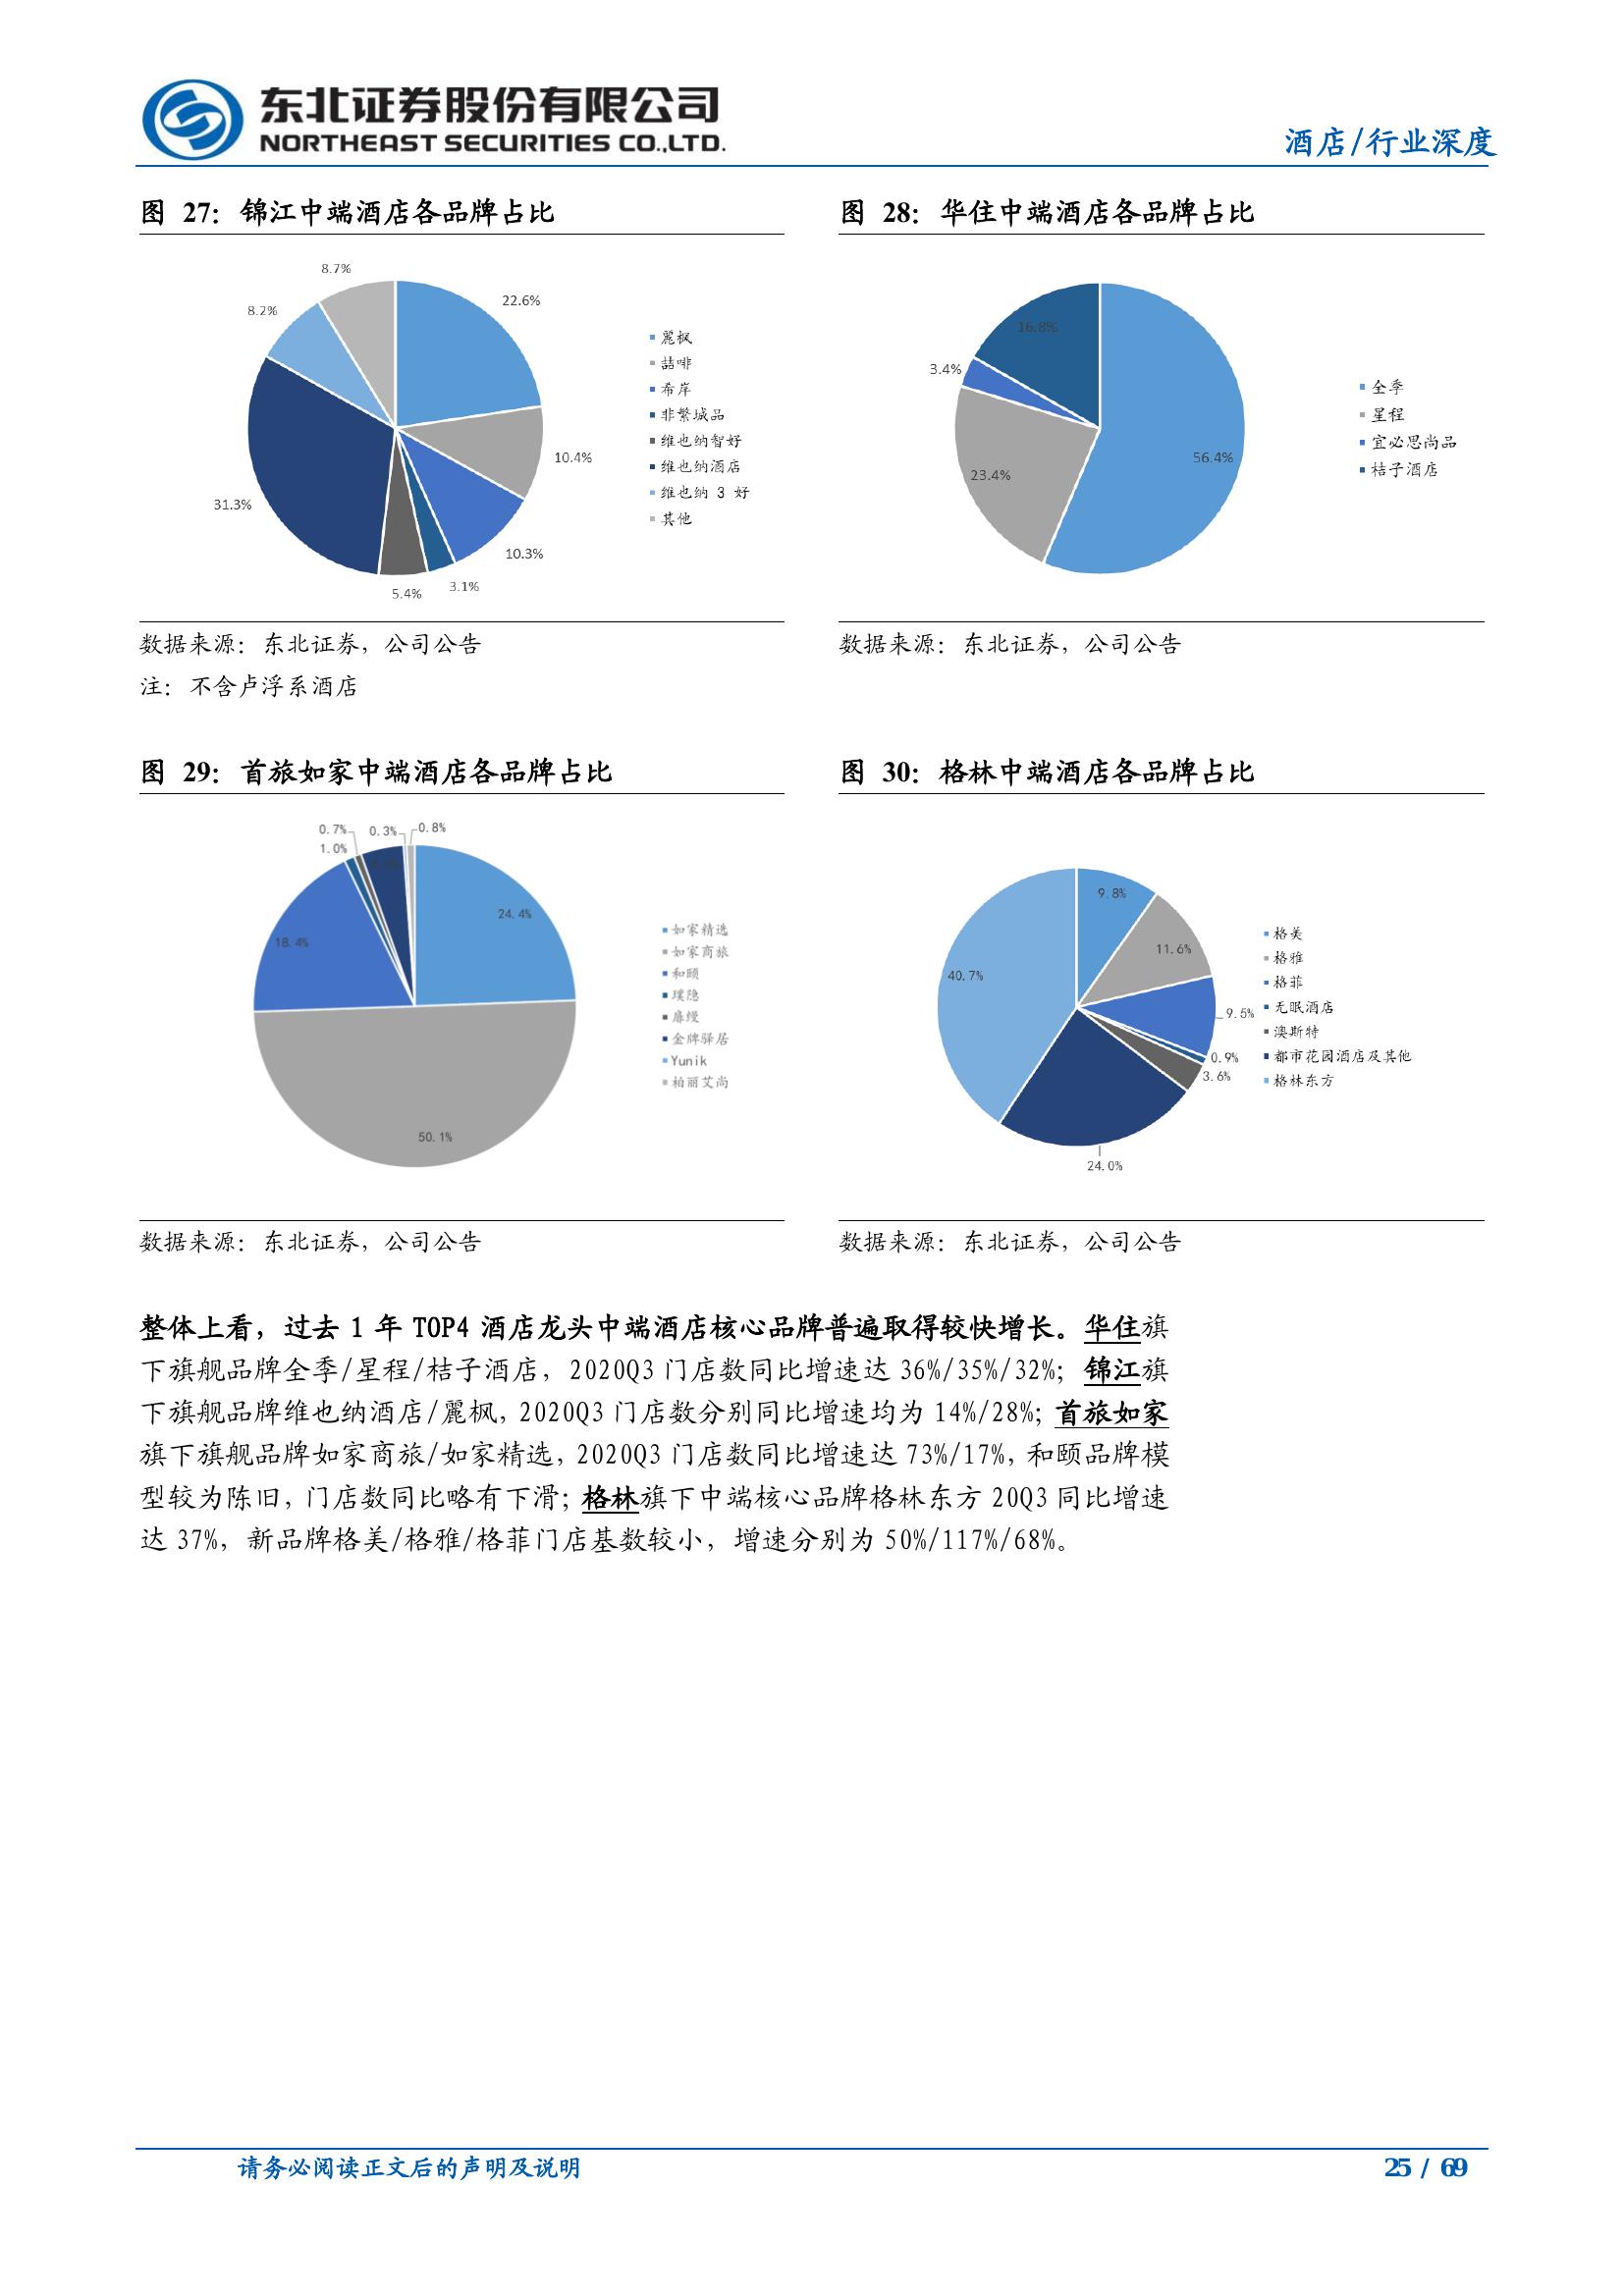 东北证券股份有限公司
NORTHEAST SECURITIES CO.,LTD.
酒店/行业深度
图 27：锦江中端酒店各品牌占比
8.7%
22.6%
8.2%
10.4%
31.3%
10.3%
3.1%
5.4%
麗枫
喆啡
希岸
非繁城品
维也纳智好
维也纳酒店
维也纳 3 好
其他
数据来源：东北证券，公司公告
注：不含卢浮系酒店
图 28：华住中端酒店各品牌占比
16.8%
3.4%
56.4%
23.4%
全季
星程
宜必思尚品
桔子酒店
数据来源：东北证券，公司公告
图 29：首旅如家中端酒店各品牌占比
0.7%
0.3%
0.8%
1.0%
24.4%
18.4%
50.1%
如家精选
如家商旅
和颐
璞隐
扉缦
金牌驿居
Yunik
柏丽艾尚
数据来源：东北证券，公司公告
图 30：格林中端酒店各品牌占比
9.8%
11.6%
40.7%
9.5%
0.9%
3.6%
24.0%
格美
格雅
格菲
无眠酒店
澳斯特
都市花园酒店及其他
格林东方
数据来源：东北证券，公司公告
整体上看，过去 1 年 TOP4 酒店龙头中端酒店核心品牌普遍取得较快增长。华住旗
下旗舰品牌全季/星程/桔子酒店，2020Q3 门店数同比增速达 36%/35%/32%；锦江旗
下旗舰品牌维也纳酒店/麗枫，2020Q3 门店数分别同比增速均为 14%/28%；首旅如家
旗下旗舰品牌如家商旅/如家精选，2020Q3 门店数同比增速达 73%/17%，和颐品牌模
型较为陈旧，门店数同比略有下滑；格林旗下中端核心品牌格林东方 20Q3 同比增速
达 37%，新品牌格美/格雅/格菲门店基数较小，增速分别为 50%/117%/68%。
请务必阅读正文后的声明及说明
25 / 69